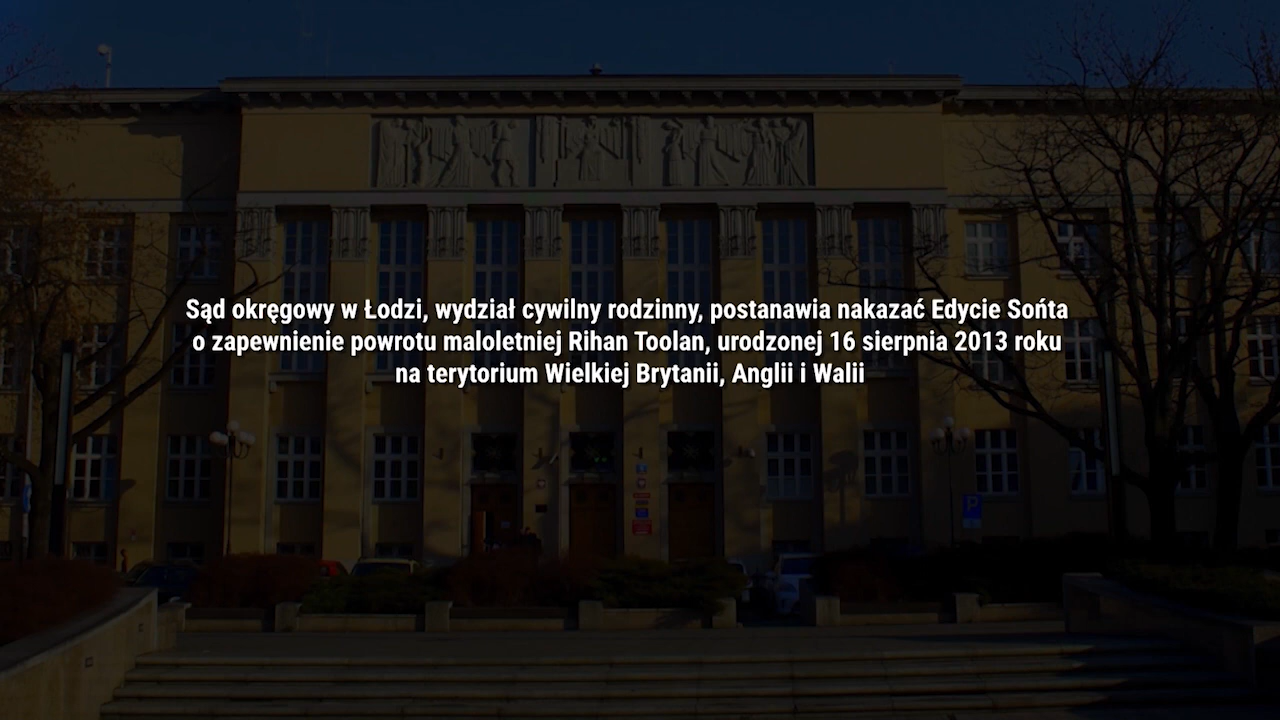 Sąd okręgowy w Łodzi, wydział cywilny rodzinny, postanawia nakazać Edycie Sońta
o zapewnienie powrotu maloletniej Rihan Toolan, urodzonej 16 sierpnia 2013 roku
na terytorium Wielkiej Brytanii, Anglii i Walii
P